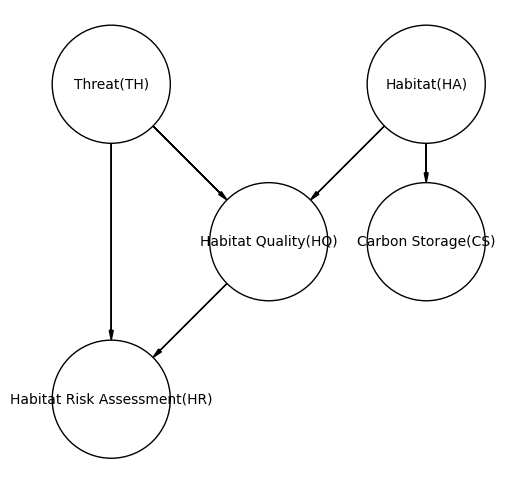 Threat(TH)
Habitat(HA)
Habitat Quality(HQ)
Carbon Storage(CS)
Habitat Risk Assessment(HR)